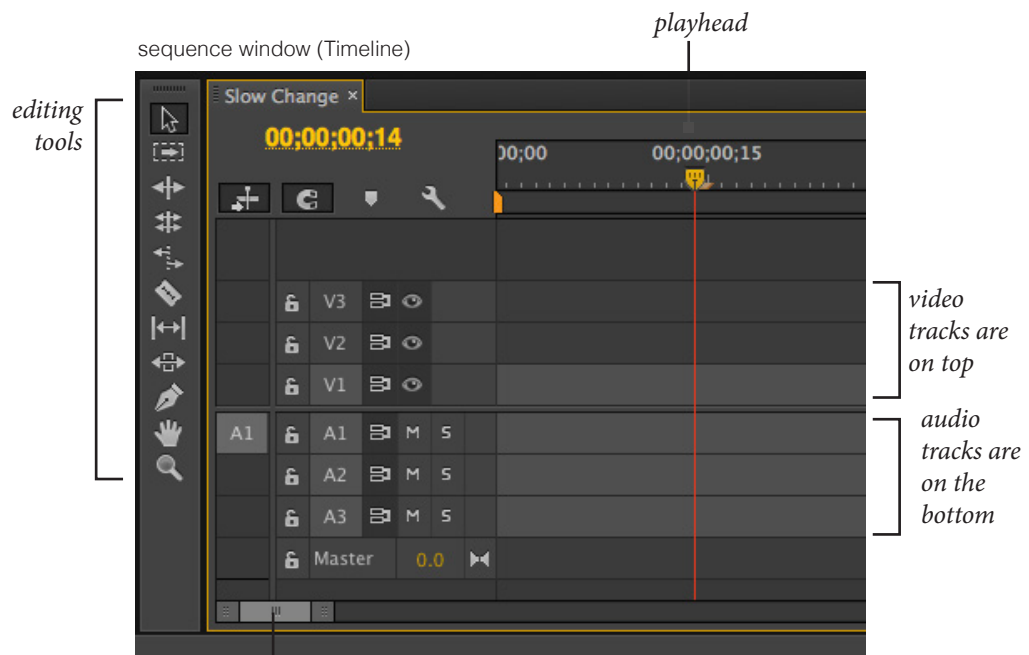 playhead
sequence window (Timeline)
editing
tools
Slow Change ×
00;00;00;14
00;00
00;00;00;15
V3
V2
V1
video
tracks are
on top
A1 A1 M S
A2 M S
A3 M S
audio
tracks are
on the
bottom
Master 0.0